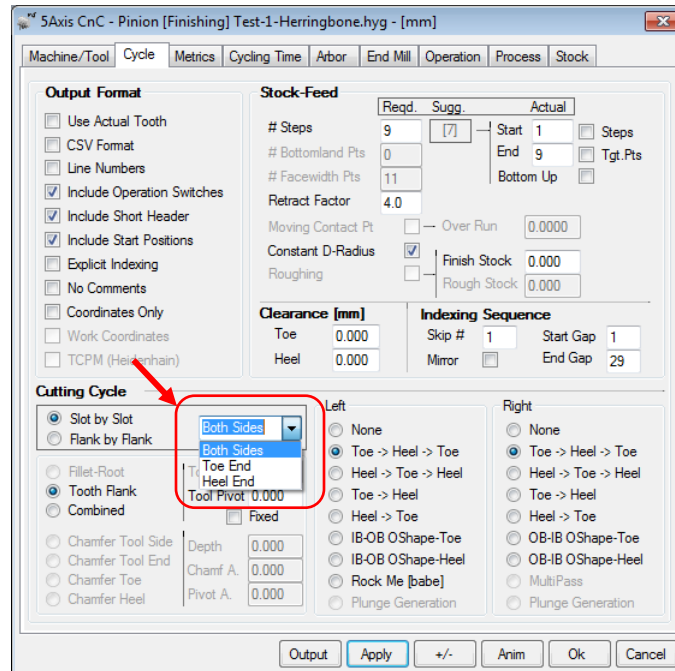 5Axis CnC - Pinion [Finishing] Test-1-Herringbone.hyg - [mm]
Machine/Tool Cycle Metrics Cycling Time Arbor End Mill Operation Process Stock
Output Format
Use Actual Tooth
CSV Format
Line Numbers
Include Operation Switches
Include Short Header
Include Start Positions
Explicit Indexing
No Comments
Coordinates Only
Work Coordinates
TCPM (Heidenhain)
Stock-Feed
Reqd. Sugg. Actual
# Steps 9 [7] Start 1 Steps
# Bottomland Pts 0 End 9 Tgt.Pts
# Facewidth Pts 11 Bottom Up
Retract Factor 4.0
Moving Contact Pt Over Run 0.0000
Constant D-Radius Finish Stock 0.000
Roughing Rough Stock 0.000
Clearance [mm]
Toe 0.000
Heel 0.000
Indexing Sequence
Skip # 1 Start Gap 1
Mirror End Gap 29
Cutting Cycle
Slot by Slot
Flank by Flank
Both Sides
Both Sides
Toe End
Heel End
Fillet-Root
Tooth Flank
Combined
Tool Pivot 0.000
Fixed
Chamfer Tool Side
Chamfer Tool End
Chamfer Toe
Chamfer Heel
Depth 0.000
Chamf A. 0.000
Pivot A. 0.000
Left
None
Toe -> Heel -> Toe
Heel -> Toe -> Heel
Toe -> Heel
Heel -> Toe
IB-OB OShape-Toe
IB-OB OShape-Heel
Rock Me [babe]
Plunge Generation
Right
None
Toe -> Heel -> Toe
Heel -> Toe -> Heel
Toe -> Heel
Heel -> Toe
OB-IB OShape-Toe
OB-IB OShape-Heel
MultiPass
Plunge Generation
Output Apply +/- Anim Ok Cancel